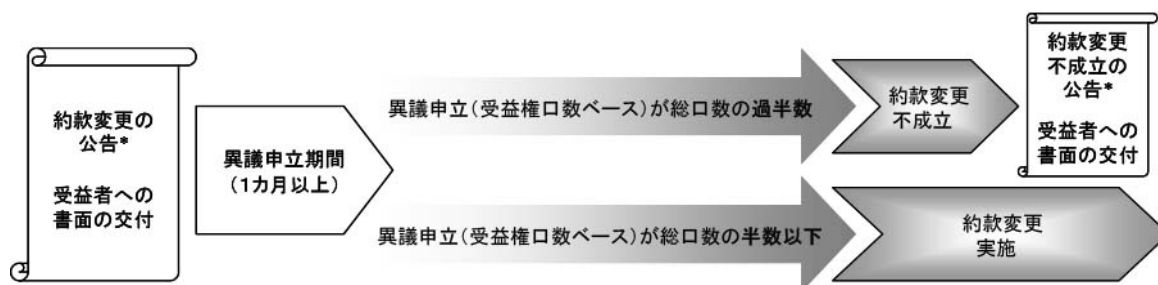 約款変更の
公告*
受益者への
書面の交付
異議申立期間
(1カ月以上)
異議申立(受益権口数ベース)が総口数の過半数
約款変更
不成立
約款変更
不成立の
公告*
受益者への
書面の交付
異議申立(受益権口数ベース)が総口数の半数以下
約款変更
実施